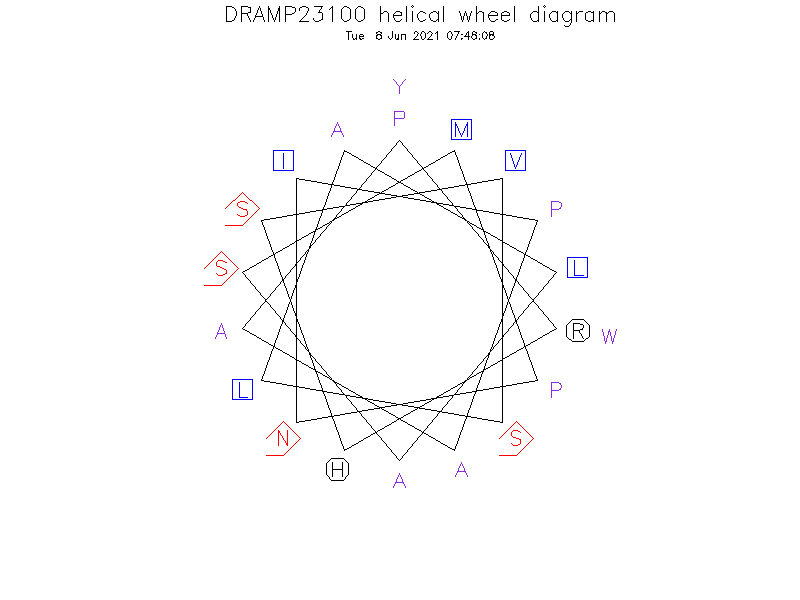 DRAMP23100 helical wheel diagram
Tue 8 Jun 2021 07:48:08
Y
A P M
I V
S P
S L
A R W
L P
N S
H A A